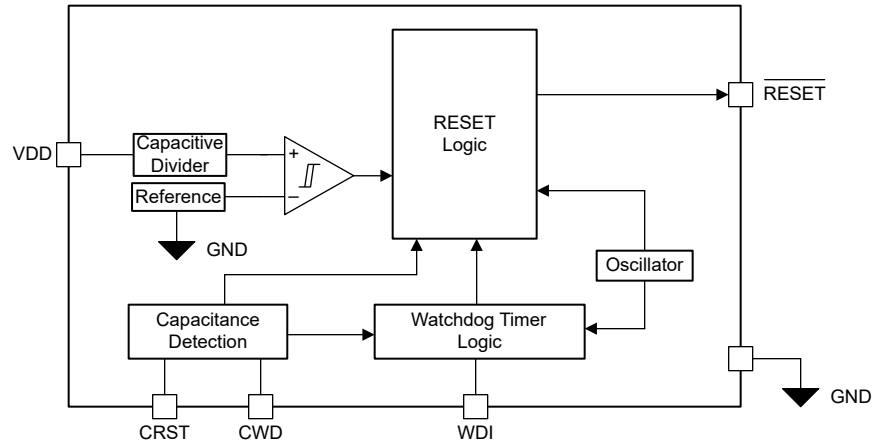 RESET
Logic
RESET
VDD
Capacitive
Divider
+
Reference
−
GND
Oscillator
Capacitance
Detection
Watchdog Timer
Logic
GND
CRST
CWD
WDI